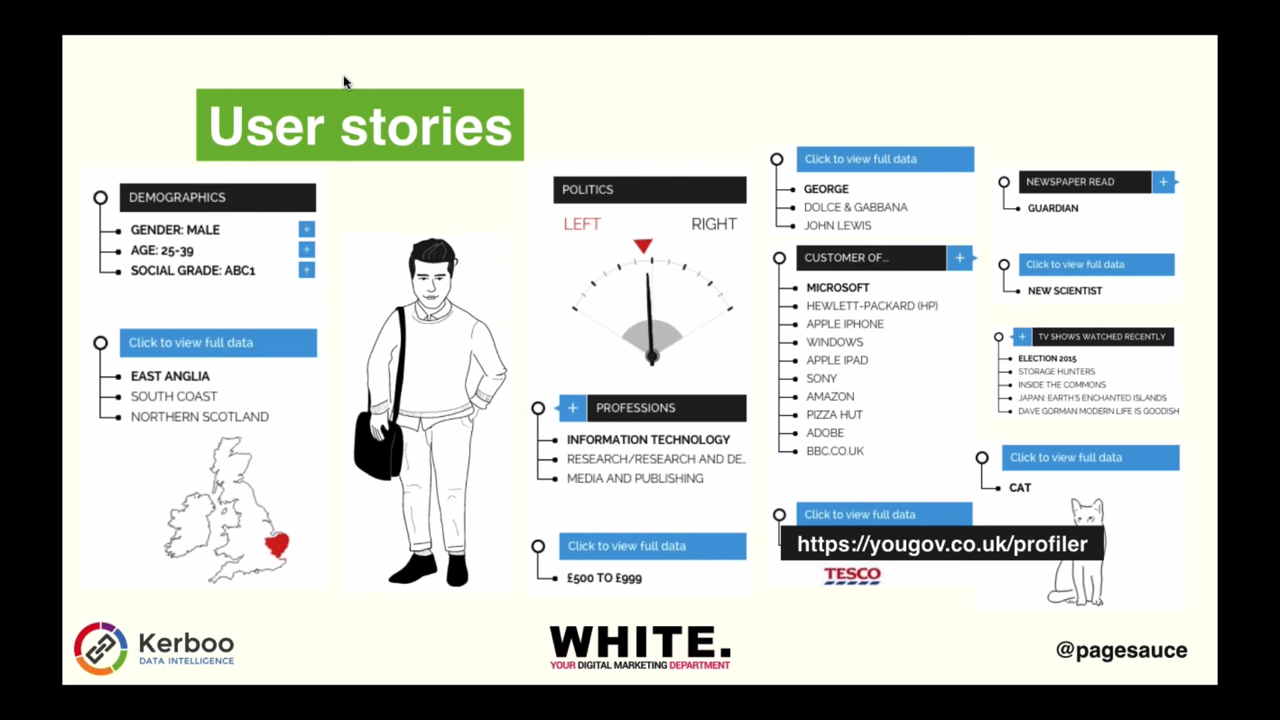 User stories
DEMOGRAPHICS
GENDER: MALE
AGE: 25-39
SOCIAL GRADE: ABC1
Click to view full data
EAST ANGLIA
SOUTH COAST
NORTHERN SCOTLAND
POLITICS
LEFT RIGHT
PROFESSIONS
INFORMATION TECHNOLOGY
RESEARCH/RESEARCH AND DE..
MEDIA AND PUBLISHING
Click to view full data
£500 TO £999
Click to view full data
GEORGE
DOLCE & GABBANA
JOHN LEWIS
CUSTOMER OF...
MICROSOFT
HEWLETT-PACKARD (HP)
APPLE IPHONE
WINDOWS
APPLE IPAD
SONY
AMAZON
PIZZA HUT
ADOBE
BBC.CO.UK
Click to view full data
https://yougov.co.uk/profiler
TESCO
NEWSPAPER READ
GUARDIAN
Click to view full data
NEW SCIENTIST
TV SHOWS WATCHED RECENTLY
ELECTION 2015
STORAGE HUNTERS
INSIDE THE COMMONS
JAPAN: EARTH'S ENCHANTED ISLANDS
DAVE GORMAN MODERN LIFE IS GOODISH
Click to view full data
CAT
Kerboo
DATA INTELLIGENCE
WHITE.
YOUR DIGITAL MARKETING DEPARTMENT
@pagesauce